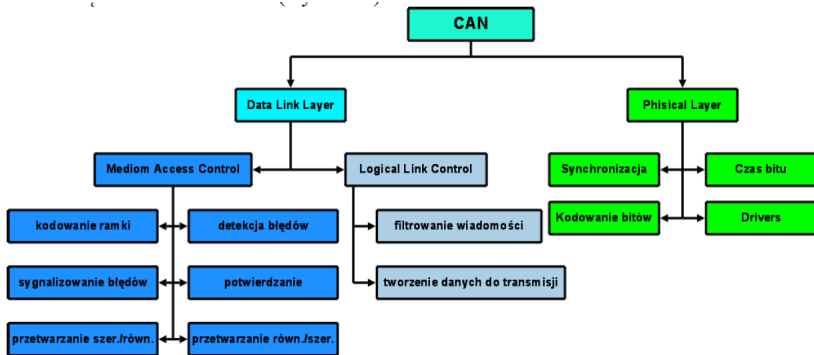 CAN
Data Link Layer
Phisical Layer
Mediom Access Control
Logical Link Control
Synchronizacja
Czas bitu
kodowanie ramki
detekcja błędów
filtrowanie wiadomości
Kodowanie bitów
Drivers
sygnalizowanie błędów
potwierdzanie
tworzenie danych do transmisji
przetwarzanie szer./równ.
przetwarzanie równ./szer.